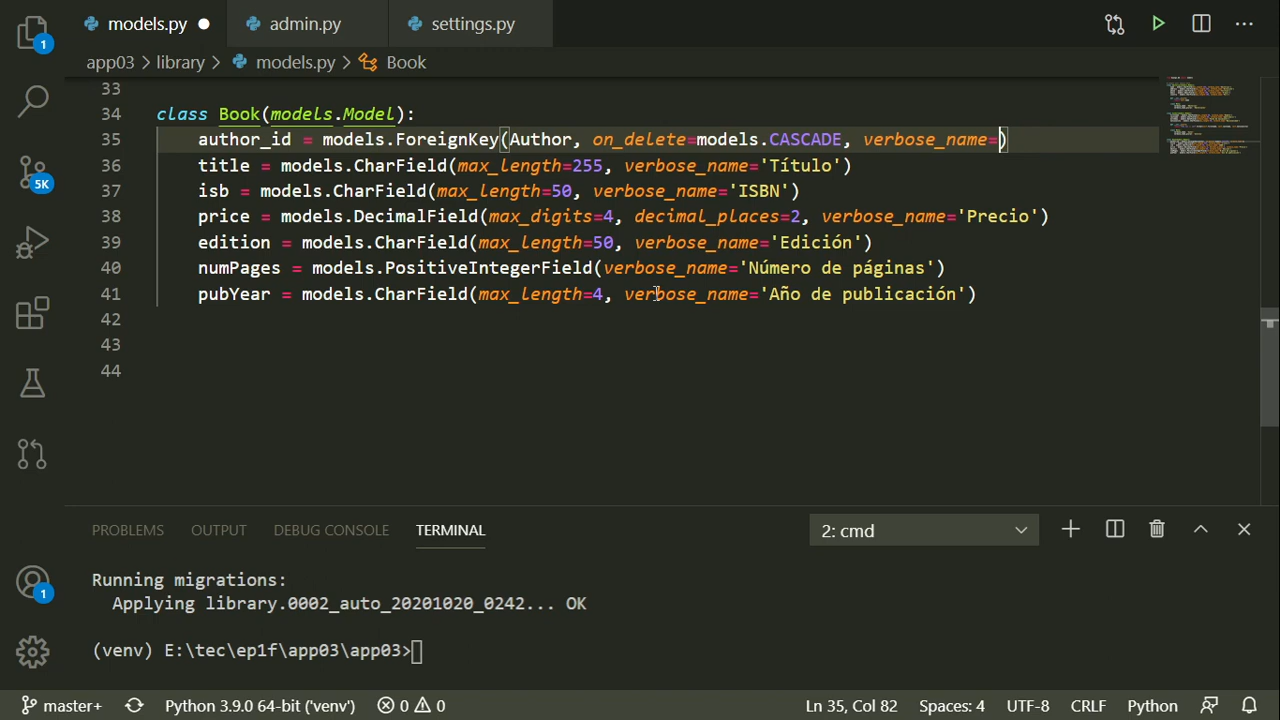 models.py
admin.py
settings.py
app03 > library > models.py > Book
33
34 class Book(models.Model):
35 author_id = models.ForeignKey(Author, on_delete=models.CASCADE, verbose_name=)
36 title = models.CharField(max_length=255, verbose_name='Título')
37 isb = models.CharField(max_length=50, verbose_name='ISBN')
38 price = models.DecimalField(max_digits=4, decimal_places=2, verbose_name='Precio')
39 edition = models.CharField(max_length=50, verbose_name='Edición')
40 numPages = models.PositiveIntegerField(verbose_name='Número de páginas')
41 pubYear = models.CharField(max_length=4, verbose_name='Año de publicación')
42
43
44
1
5K
1
PROBLEMS OUTPUT DEBUG CONSOLE TERMINAL 2: cmd
Running migrations:
Applying library.0002_auto_20201020_0242... OK
(venv) E:\tec\ep1f\app03\app03>
master+ Python 3.9.0 64-bit ('venv') 0 0 Ln 35, Col 82 Spaces: 4 UTF-8 CRLF Python